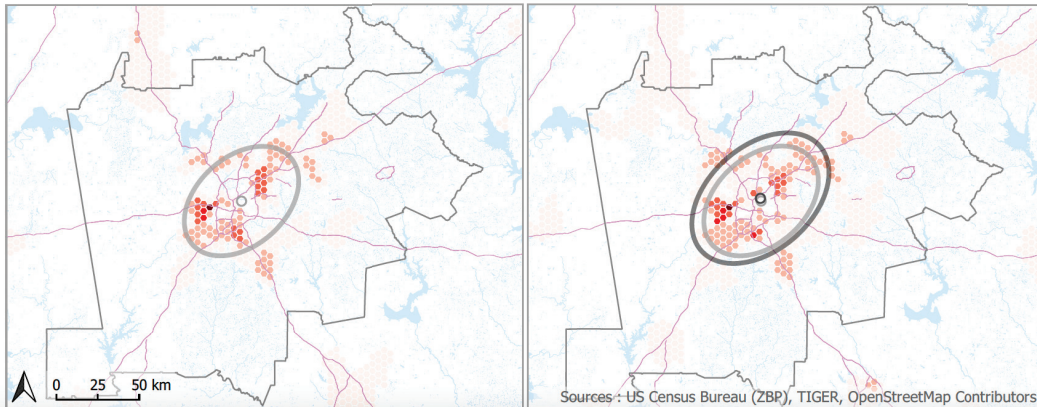 0 25 50 km
Sources : US Census Bureau (ZBP), TIGER, OpenStreetMap Contributors